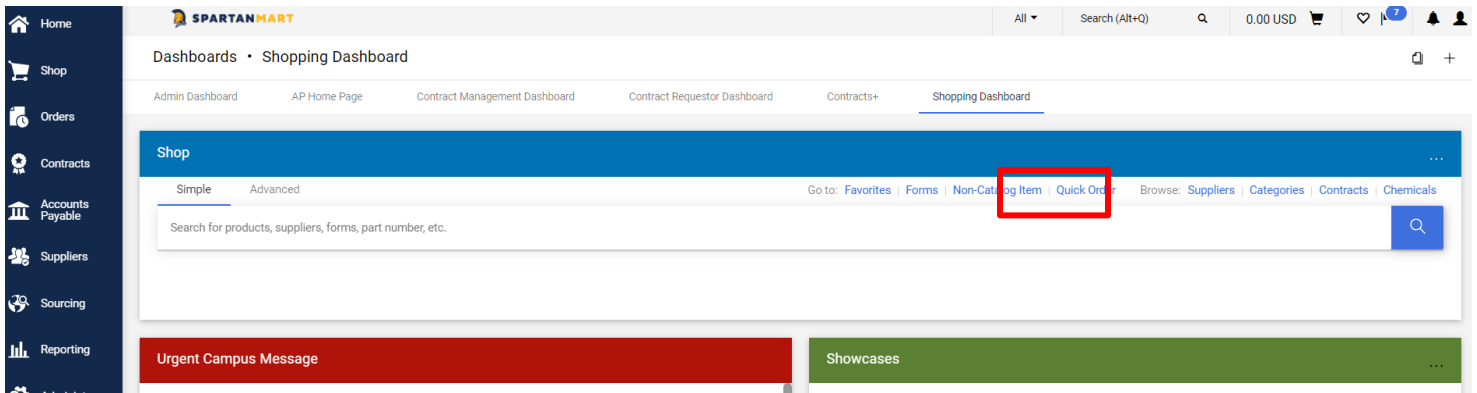 Home
SPARTANMART
All
Search (Alt+Q)
0.00 USD
7
Dashboards • Shopping Dashboard
Shop
Admin Dashboard
AP Home Page
Contract Management Dashboard
Contract Requestor Dashboard
Contracts+
Shopping Dashboard
Orders
Shop
...
Contracts
Simple
Advanced
Go to: Favorites | Forms | Non-Catalog Item | Quick Order
Browse: Suppliers | Categories | Contracts | Chemicals
Accounts
Payable
Search for products, suppliers, forms, part number, etc.
Suppliers
Sourcing
Reporting
Urgent Campus Message
Showcases
...